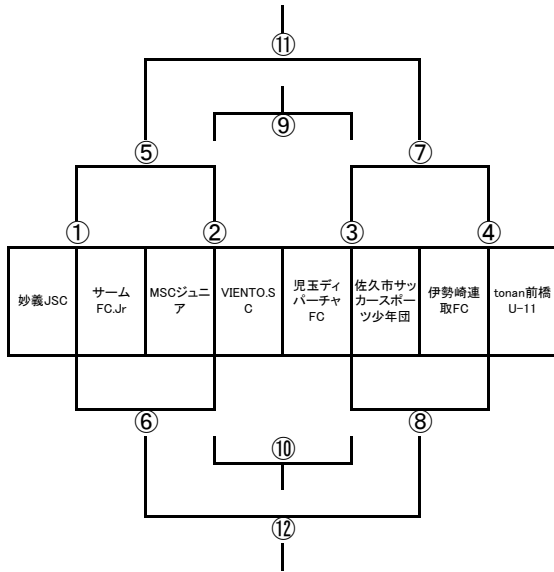 ⑪
⑨
⑤
⑦
①
②
③
④
妙義JSC
サーム
FC.Jr
MSCジュニ
ア
VIENTO.S
C
児玉ディ
パーチャ
FC
佐久市サッ
カースポー
ツ少年団
伊勢崎連
取FC
tonan前橋
U-11
⑥
⑧
⑩
⑫